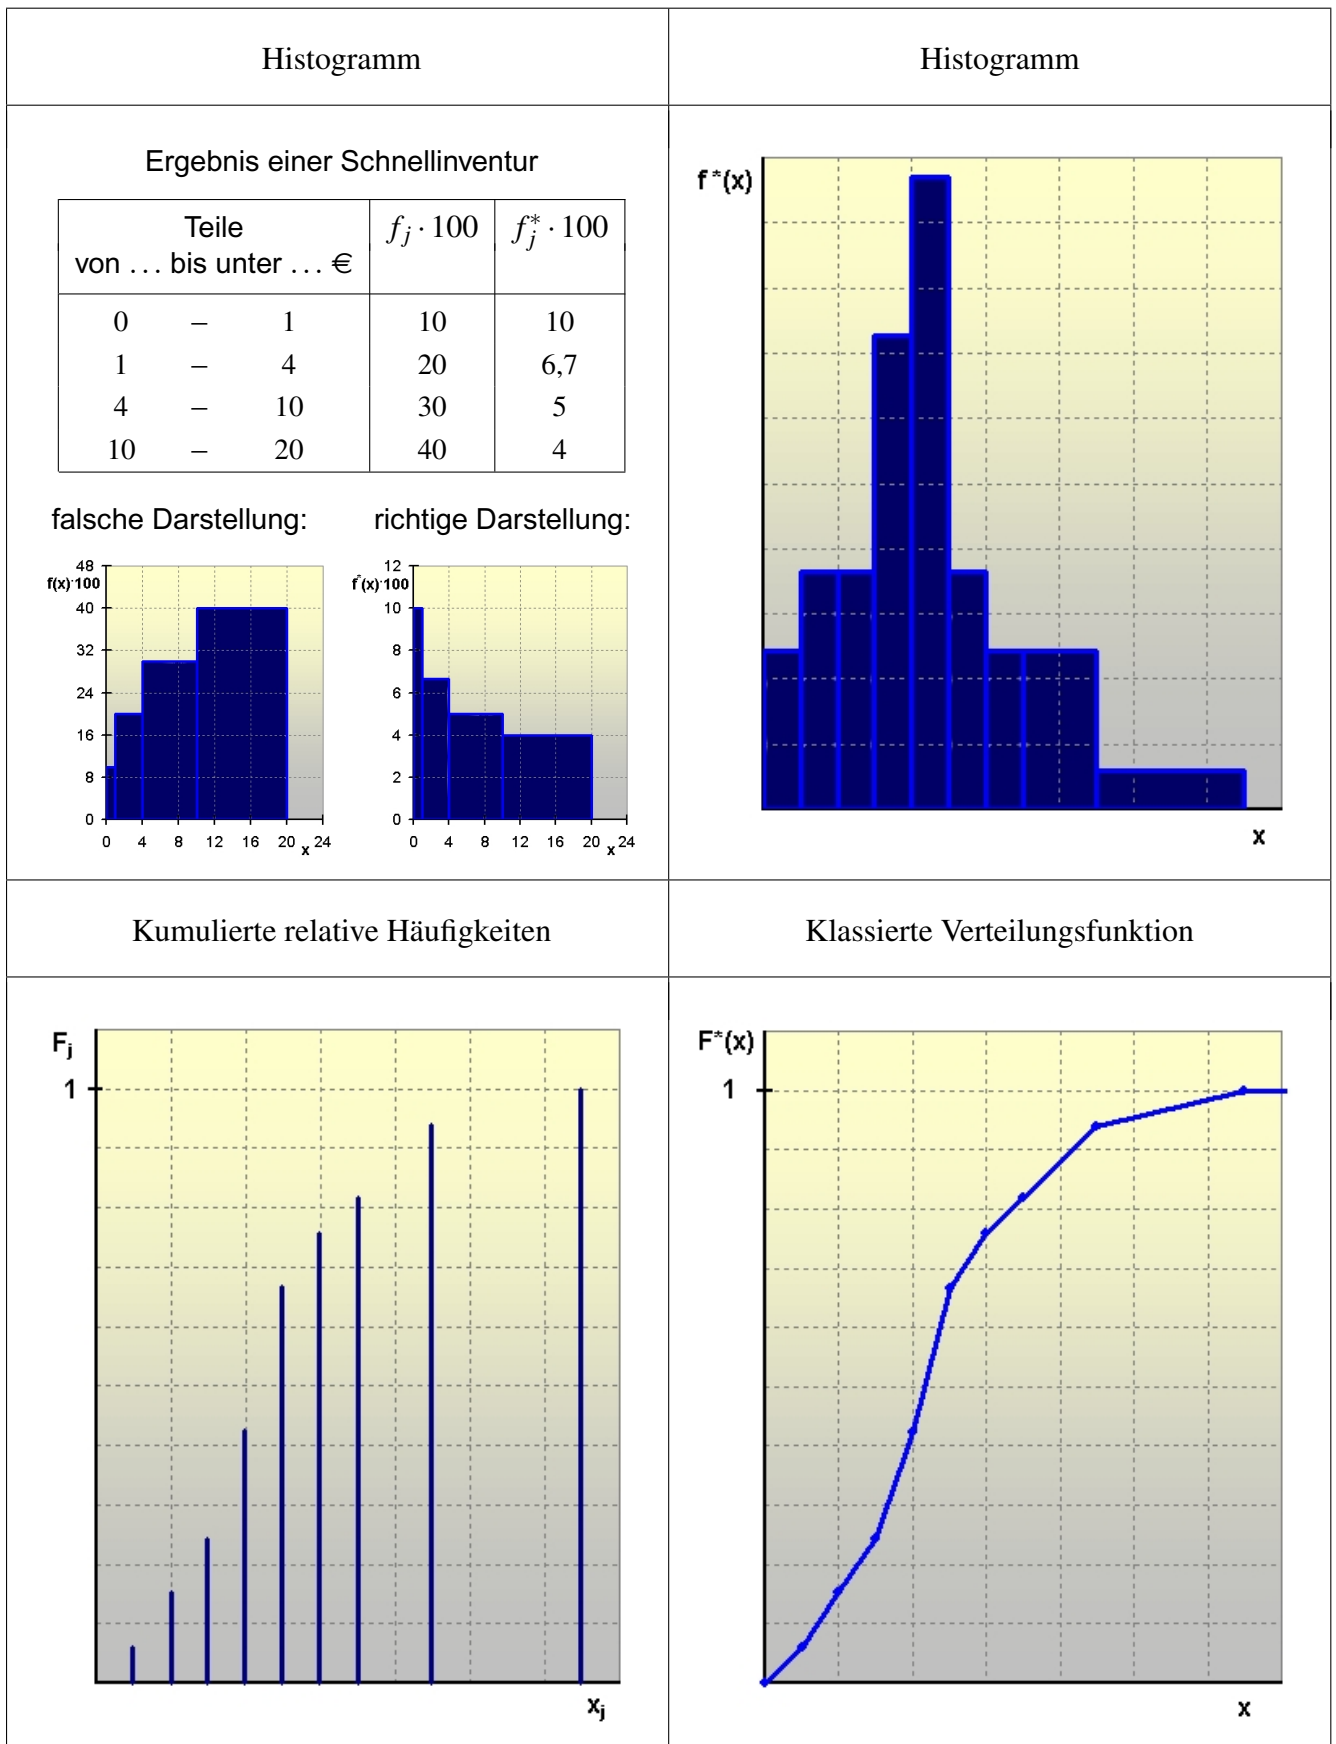 Histogramm
Ergebnis einer Schnellinventur
Teile
von … bis unter … €
f_j · 100
f_j^* · 100
0 – 1 10 10
1 – 4 20 6,7
4 – 10 30 5
10 – 20 40 4
falsche Darstellung:
48
f(x)·100
40
32
24
16
8
0
0 4 8 12 16 20 x 24
richtige Darstellung:
12
f*(x)·100
10
8
6
4
2
0
0 4 8 12 16 20 x 24
Histogramm
f*(x)
x
Kumulierte relative Häufigkeiten
F_j
1
x_j
Klassierte Verteilungsfunktion
F*(x)
1
x